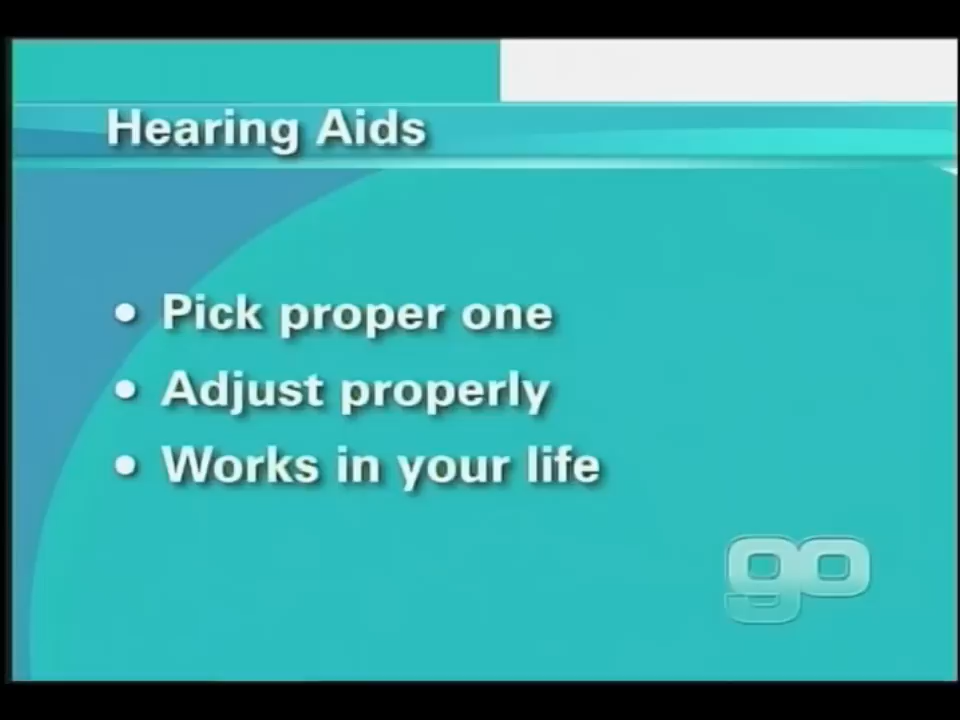 Hearing Aids
• Pick proper one
• Adjust properly
• Works in your life
go